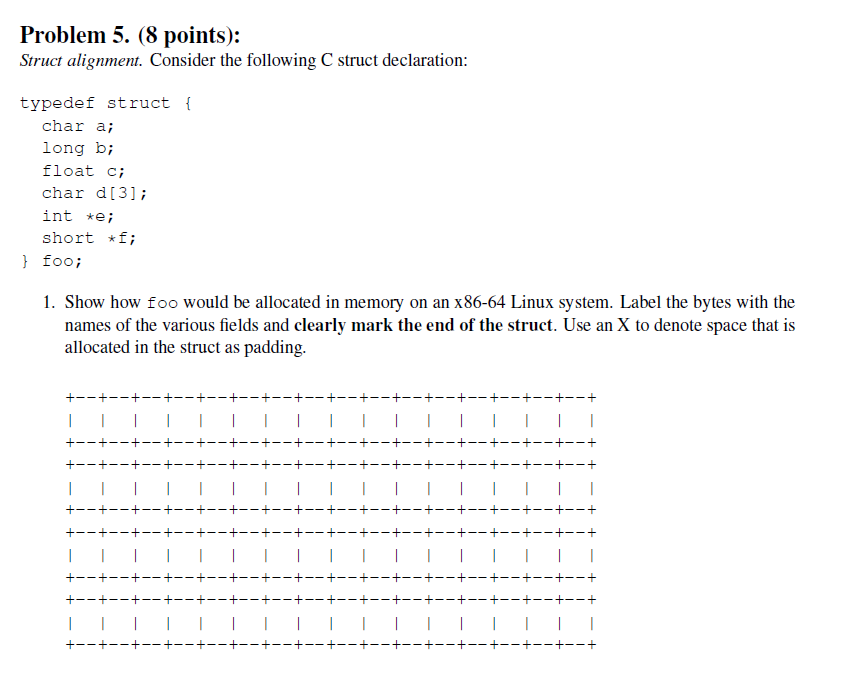 Problem 5. (8 points):
Struct alignment. Consider the following C struct declaration:
typedef struct {
char a;
long b;
float c;
char d[3];
int *e;
short *f;
} foo;
1. Show how foo would be allocated in memory on an x86-64 Linux system. Label the bytes with the
names of the various fields and clearly mark the end of the struct. Use an X to denote space that is
allocated in the struct as padding.
+--+--+--+--+--+--+--+--+--+--+--+--+--+--+--+--+
|  |  |  |  |  |  |  |  |  |  |  |  |  |  |  |  |
+--+--+--+--+--+--+--+--+--+--+--+--+--+--+--+--+
+--+--+--+--+--+--+--+--+--+--+--+--+--+--+--+--+
|  |  |  |  |  |  |  |  |  |  |  |  |  |  |  |  |
+--+--+--+--+--+--+--+--+--+--+--+--+--+--+--+--+
+--+--+--+--+--+--+--+--+--+--+--+--+--+--+--+--+
|  |  |  |  |  |  |  |  |  |  |  |  |  |  |  |  |
+--+--+--+--+--+--+--+--+--+--+--+--+--+--+--+--+
+--+--+--+--+--+--+--+--+--+--+--+--+--+--+--+--+
|  |  |  |  |  |  |  |  |  |  |  |  |  |  |  |  |
+--+--+--+--+--+--+--+--+--+--+--+--+--+--+--+--+